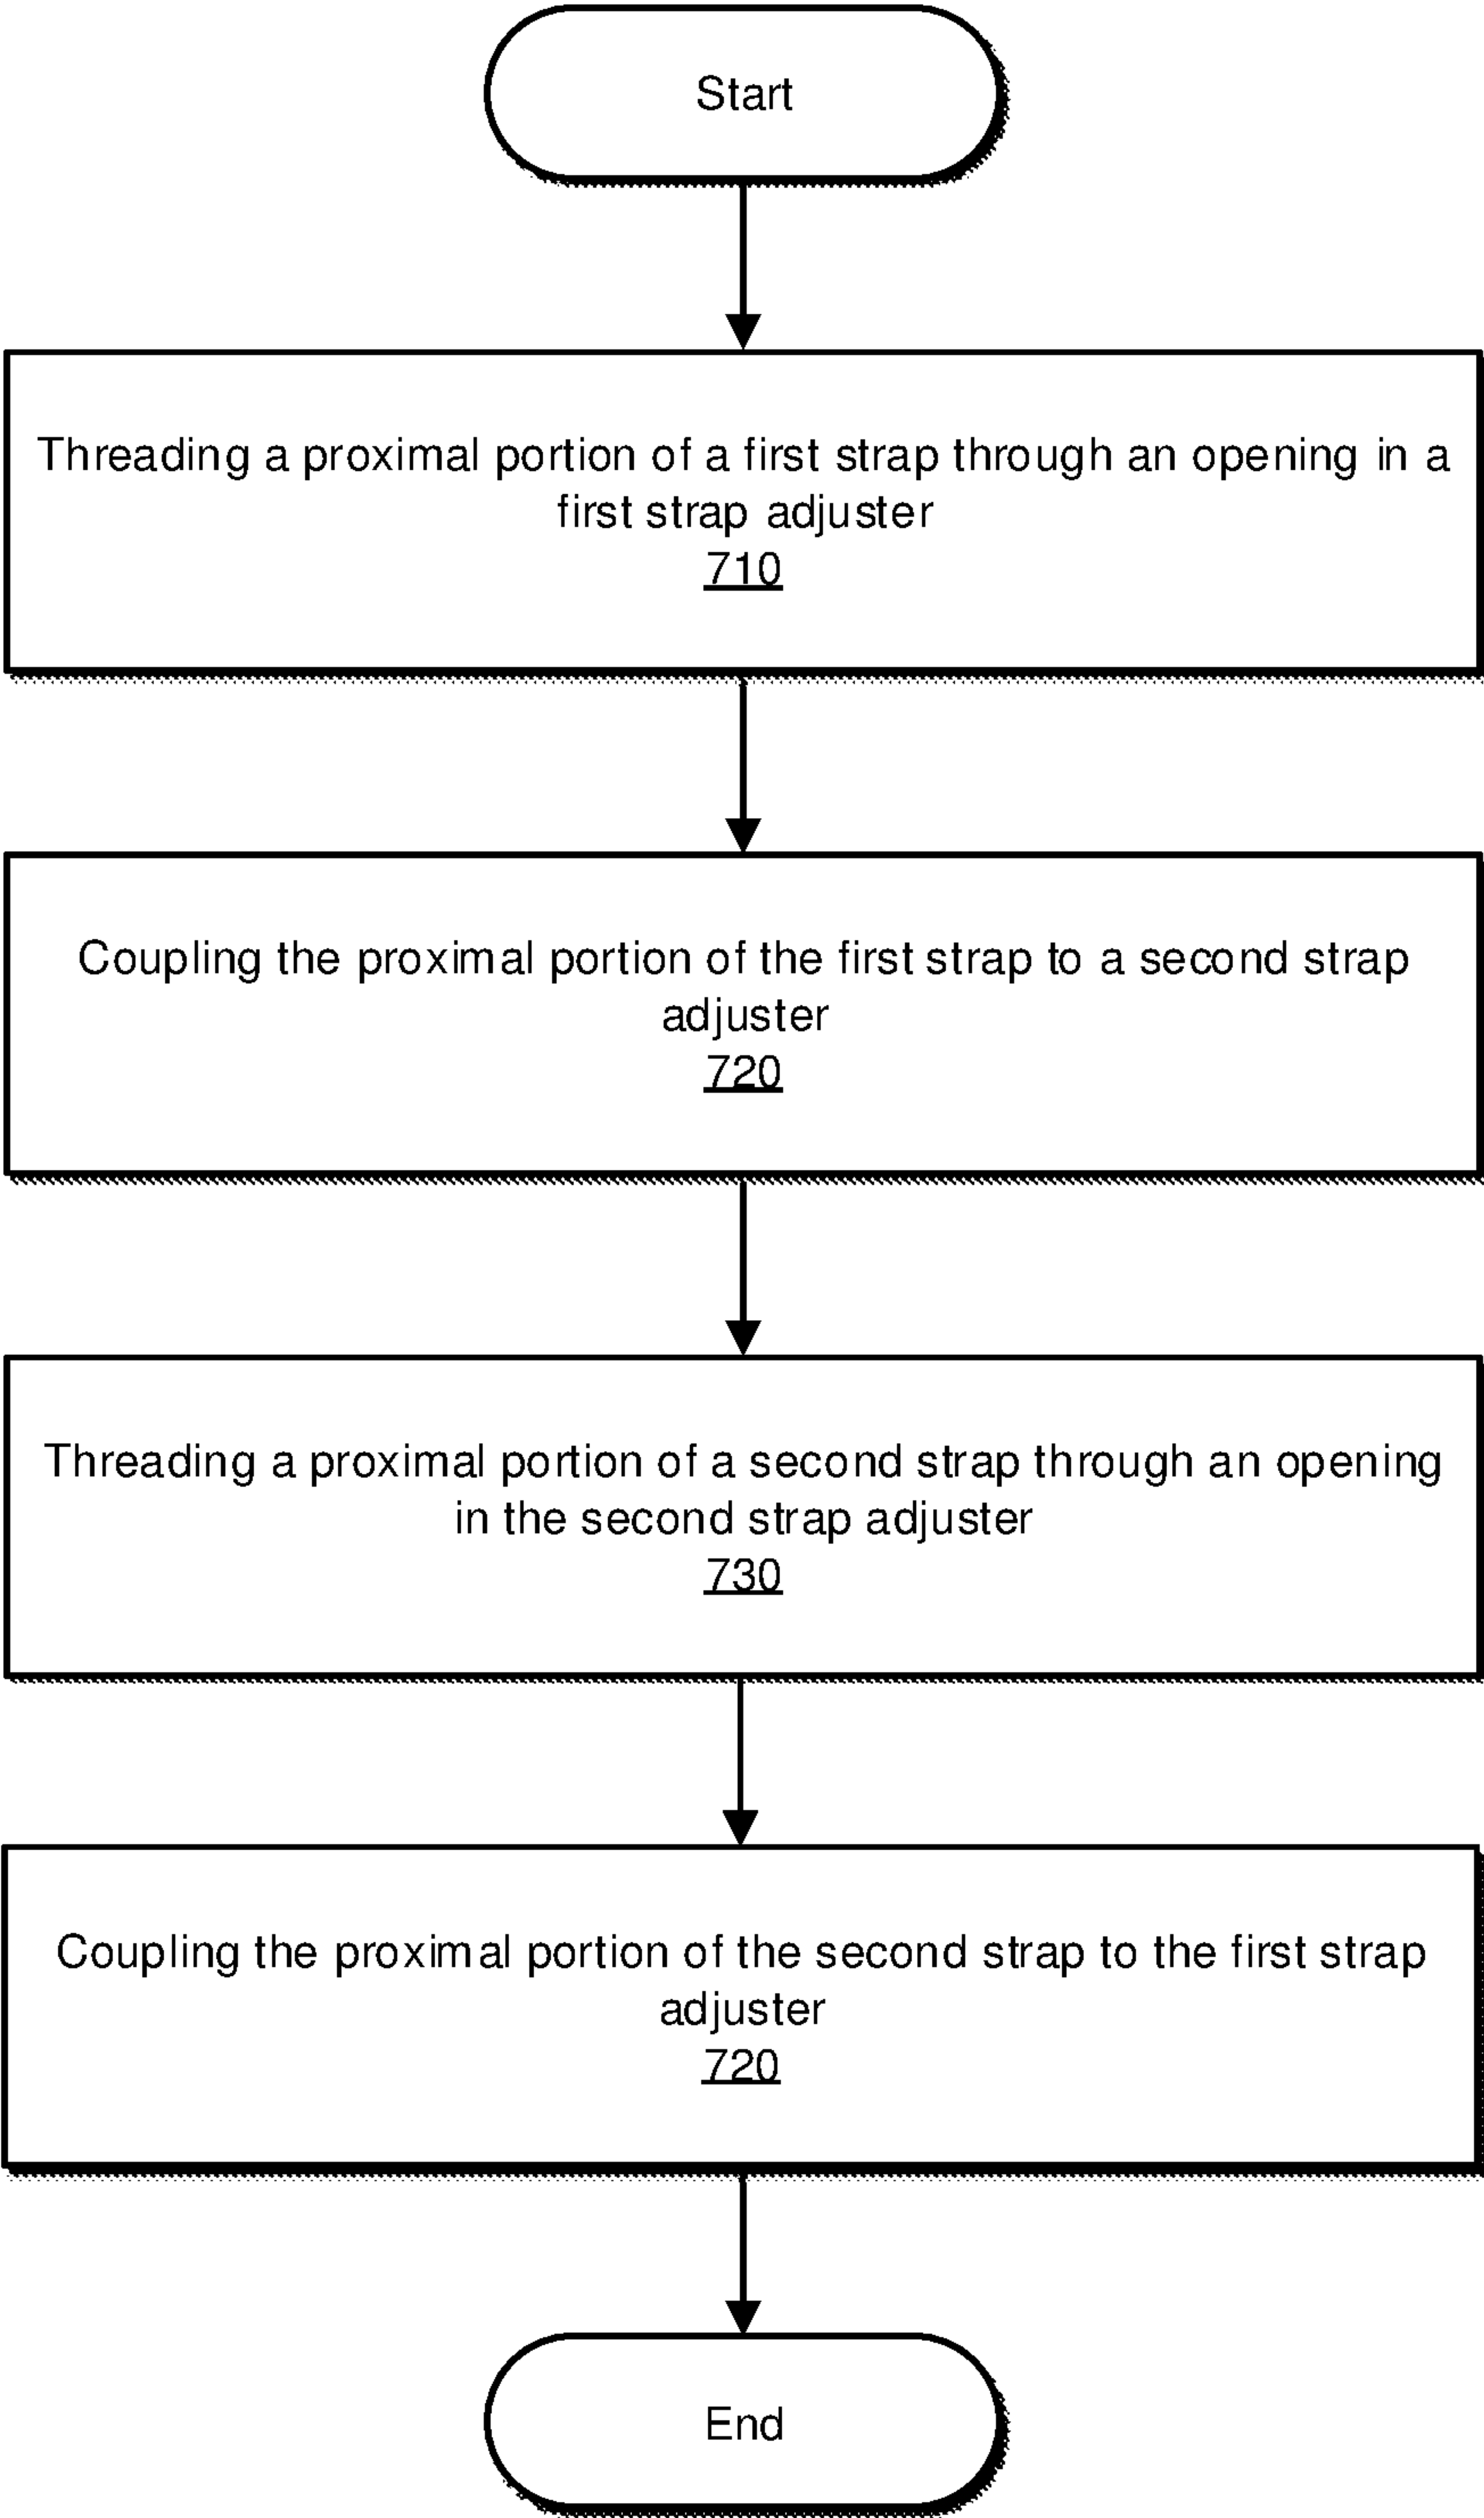 Start
Threading a proximal portion of a first strap through an opening in a
first strap adjuster
710
Coupling the proximal portion of the first strap to a second strap
adjuster
720
Threading a proximal portion of a second strap through an opening
in the second strap adjuster
730
Coupling the proximal portion of the second strap to the first strap
adjuster
720
End